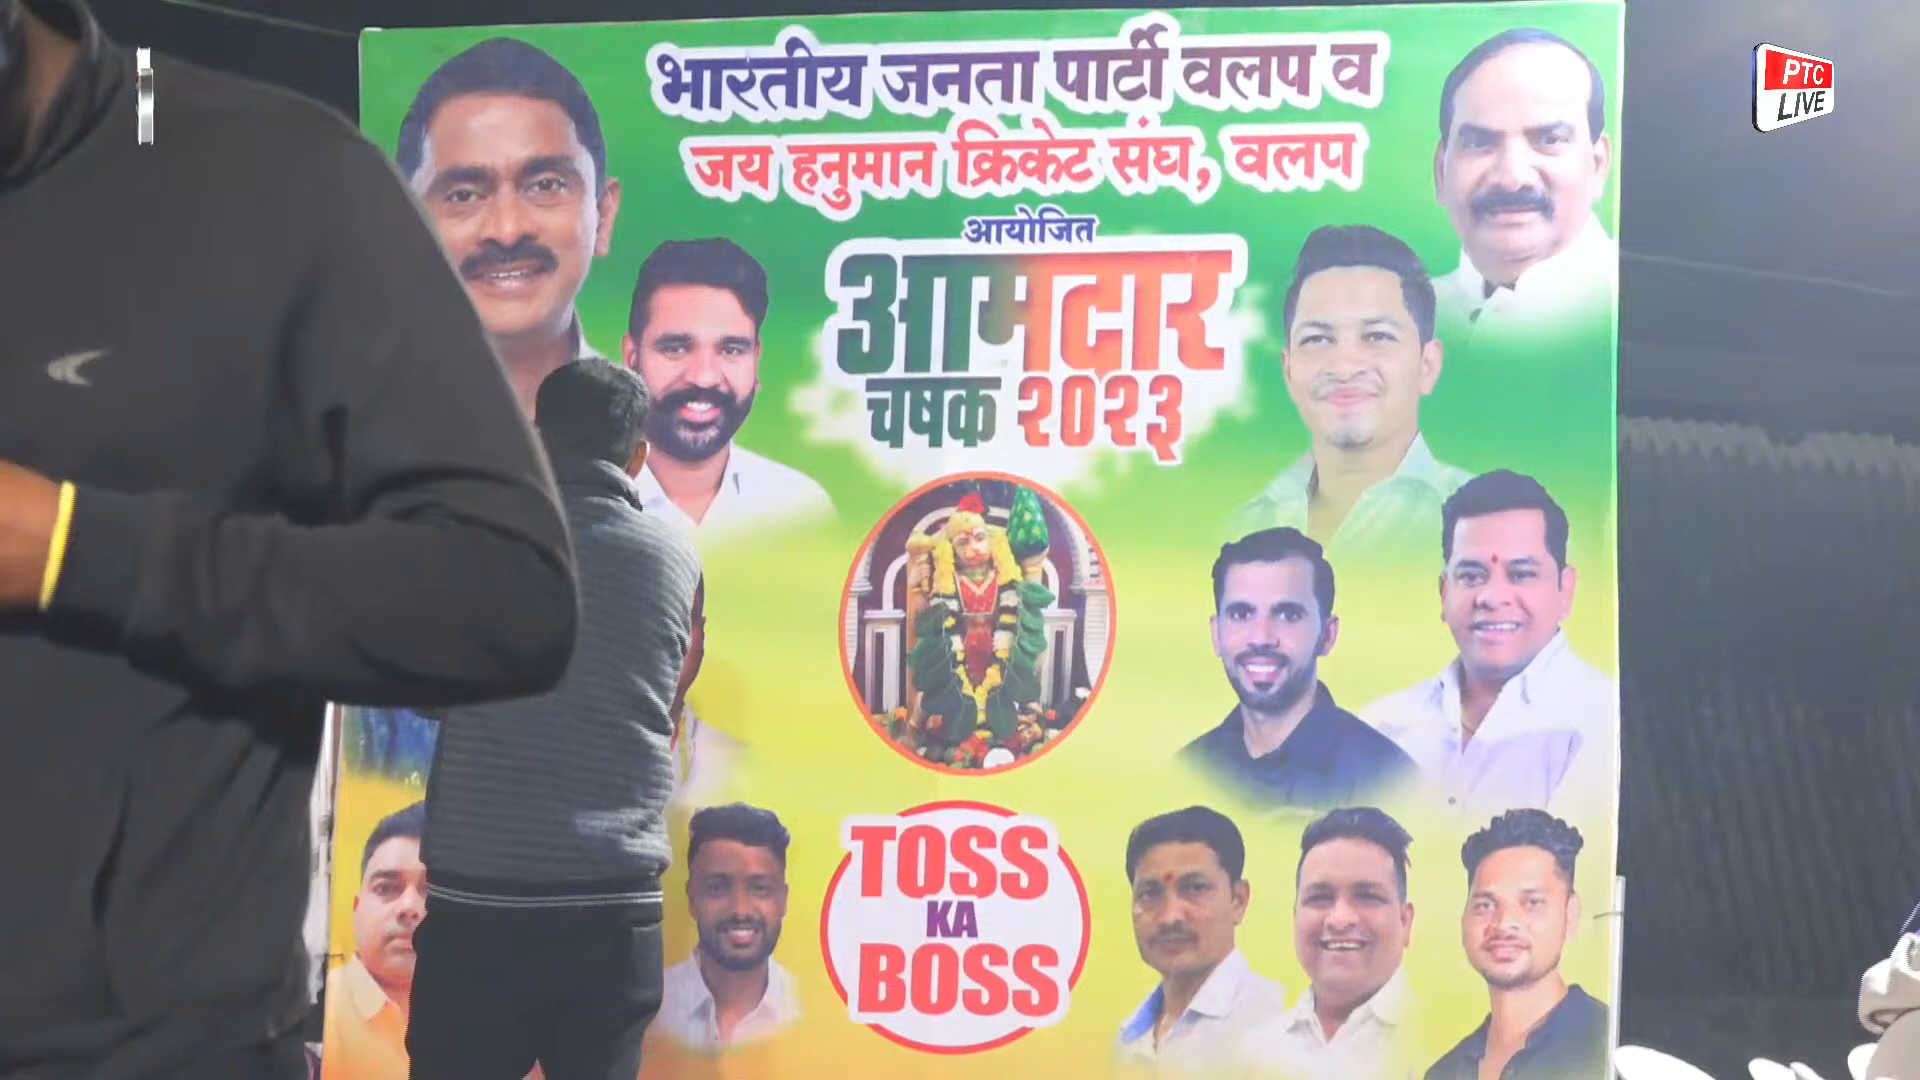 भारतीय जनता पार्टी वलप व
जय हनुमान क्रिकेट संघ, वलप
आयोजित
आमदार
चषक २०२३
TOSS
KA
BOSS
PTC
LIVE